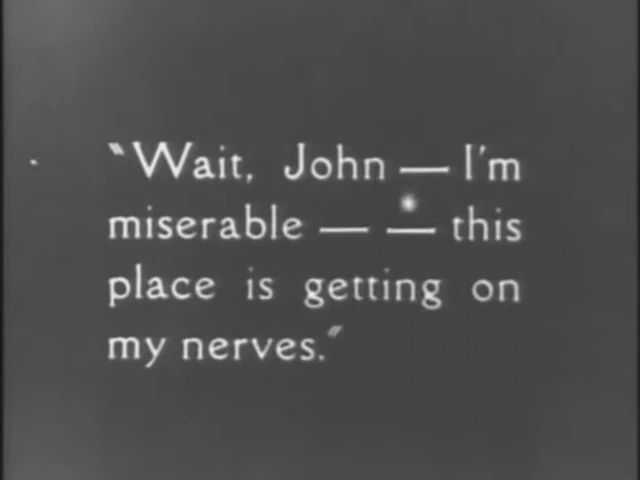 "Wait, John — I'm
miserable — — this
place is getting on
my nerves."